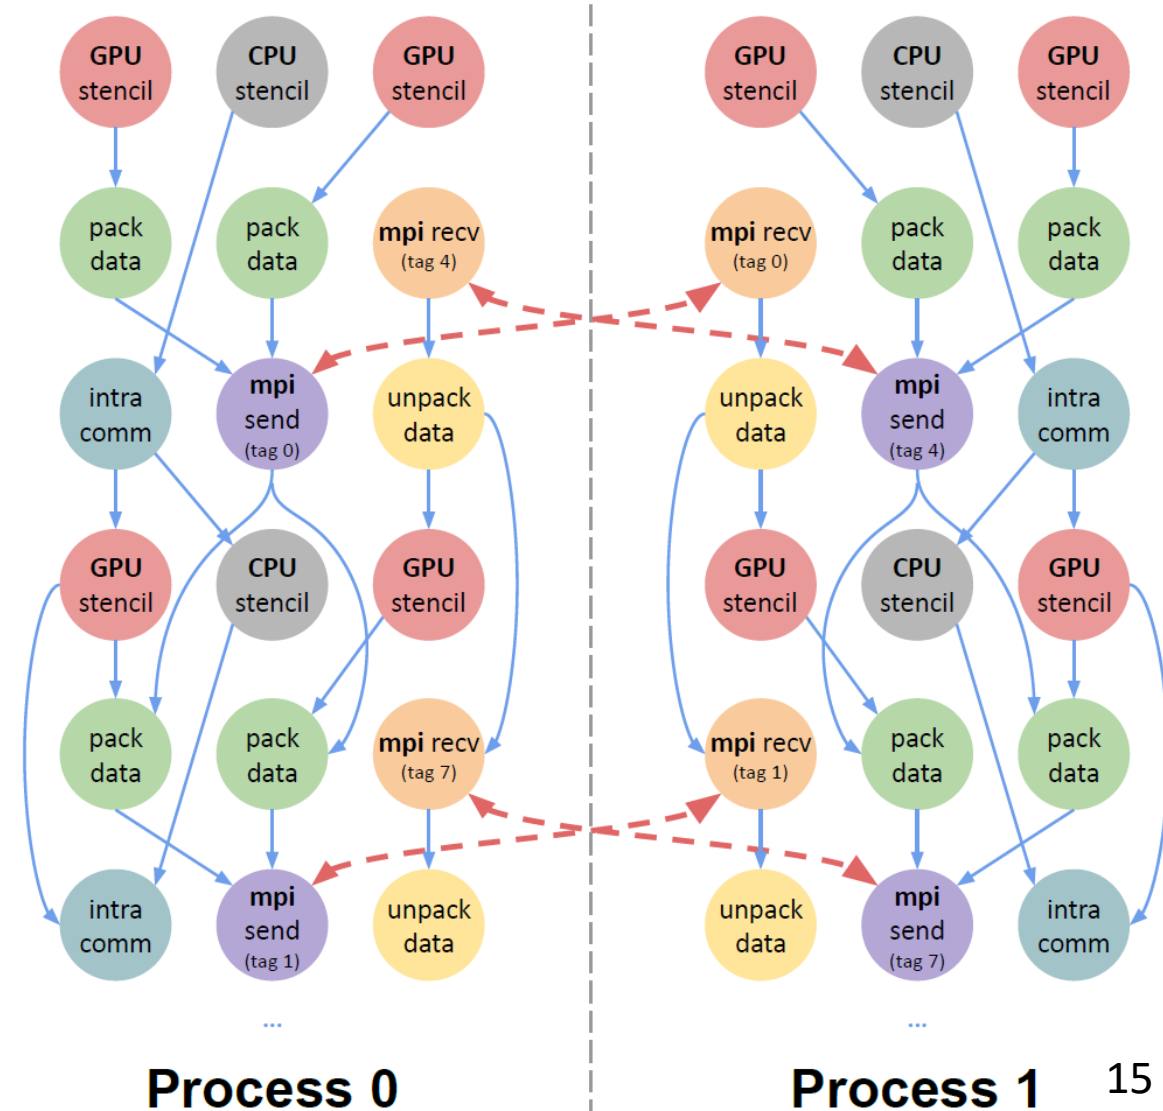 GPU
stencil
CPU
stencil
GPU
stencil
GPU
stencil
CPU
stencil
GPU
stencil
pack
data
pack
data
mpi recv
(tag 4)
mpi recv
(tag 0)
pack
data
pack
data
intra
comm
mpi
send
(tag 0)
unpack
data
unpack
data
mpi
send
(tag 4)
intra
comm
GPU
stencil
CPU
stencil
GPU
stencil
GPU
stencil
CPU
stencil
GPU
stencil
pack
data
pack
data
mpi recv
(tag 7)
mpi recv
(tag 1)
pack
data
pack
data
intra
comm
mpi
send
(tag 1)
unpack
data
unpack
data
mpi
send
(tag 7)
intra
comm
...
...
Process 0
Process 1
15